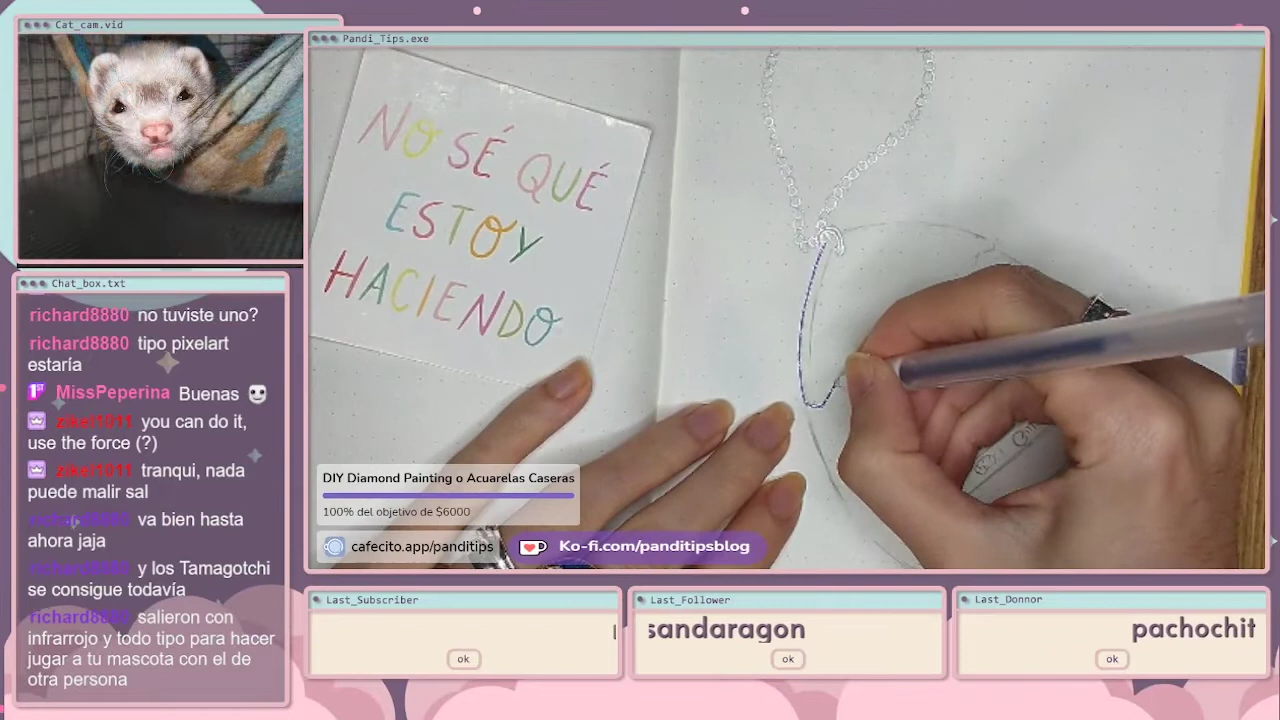 Cat_cam.vid
Pandi_Tips.exe
NO SÉ QUÉ
ESTOY
HACIENDO
Chat_box.txt
richard8880 no tuviste uno?
richard8880 tipo pixelart
estaría
MissPeperina Buenas
zikel1011 you can do it,
use the force (?)
zikel1011 tranqui, nada
puede malir sal
richard8880 va bien hasta
ahora jaja
richard8880 y los Tamagotchi
se consigue todavía
richard8880 salieron con
infrarrojo y todo tipo para hacer
jugar a tu mascota con el de
otra persona
DIY Diamond Painting o Acuarelas Caseras
100% del objetivo de $6000
cafecito.app/panditips
Ko-fi.com/panditipsblog
Last_Subscriber
ok
Last_Follower
sandaragon
ok
Last_Donnor
pachochit
ok